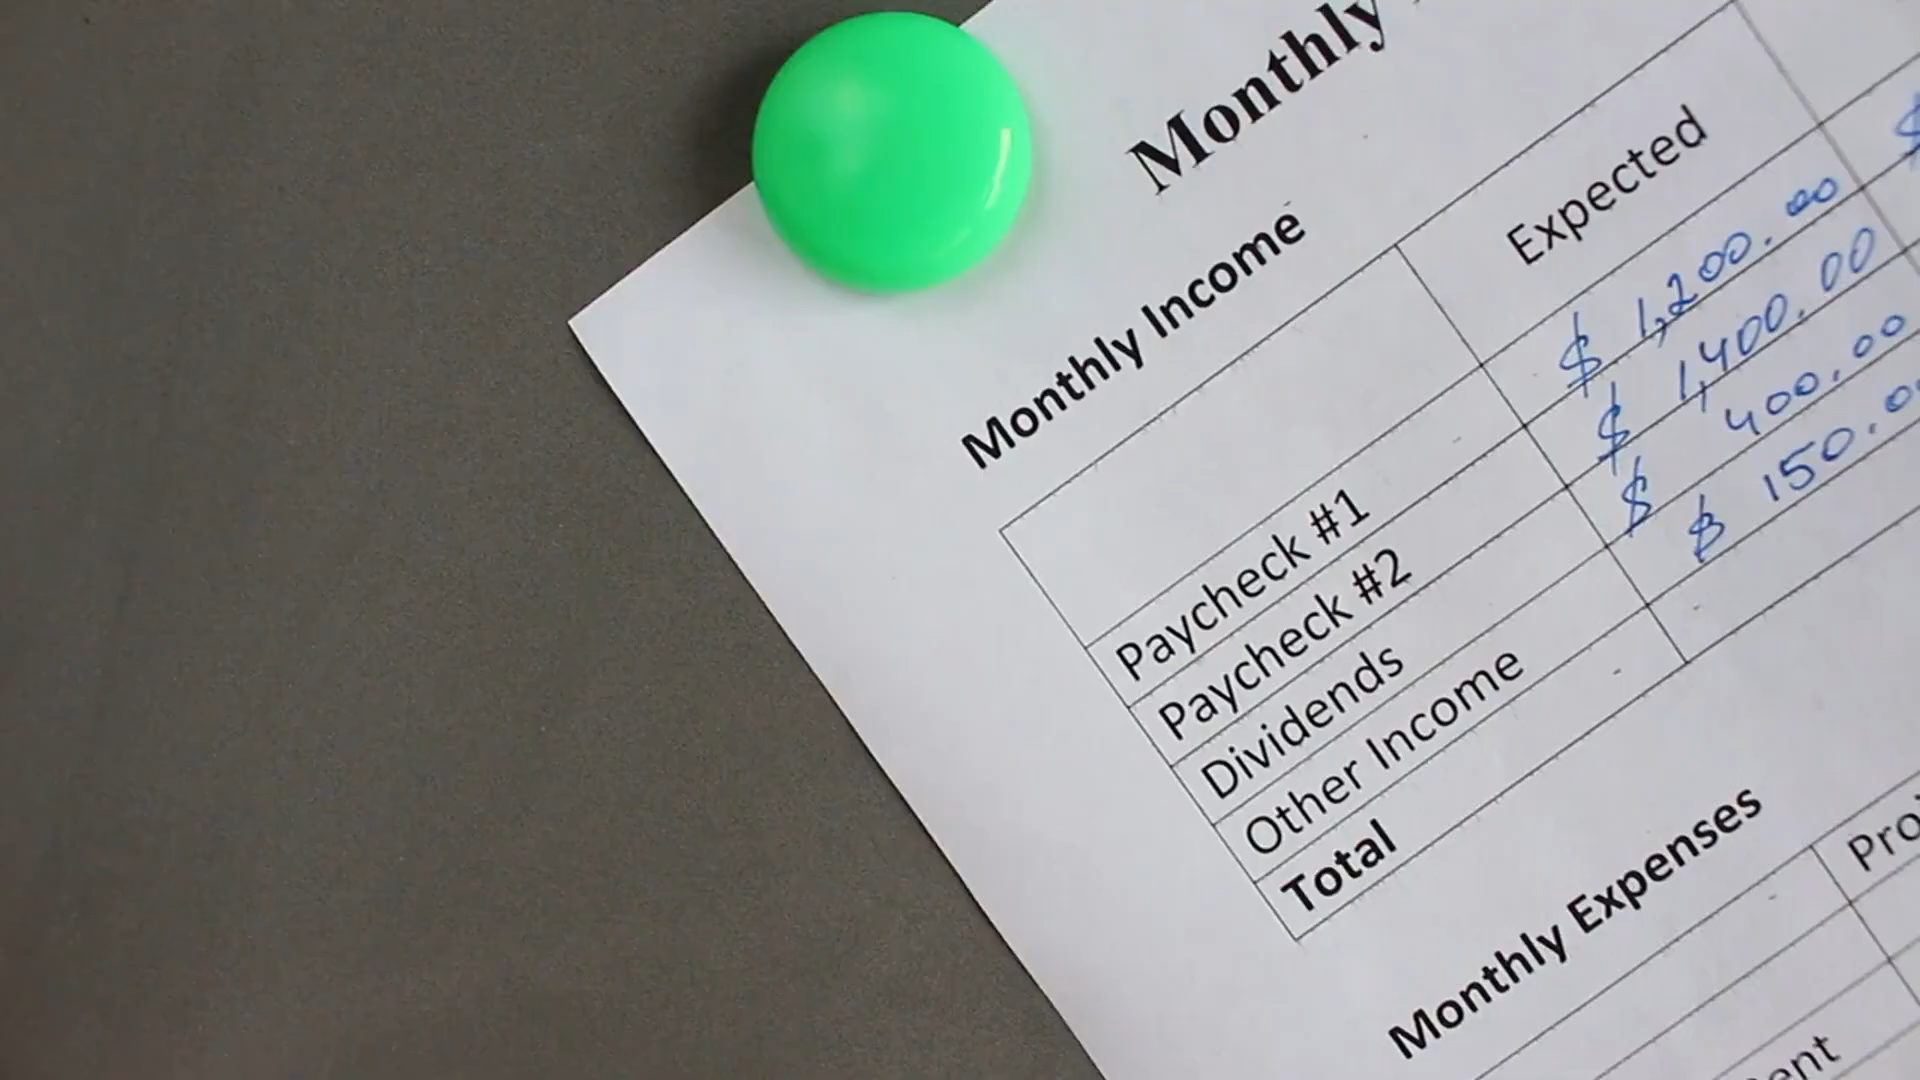 Monthly
Monthly Income
Expected
Paycheck #1 $ 1,200.00
Paycheck #2 $ 1,400.00
Dividends $ 400.00
Other Income $ 150.0
Total
Monthly Expenses